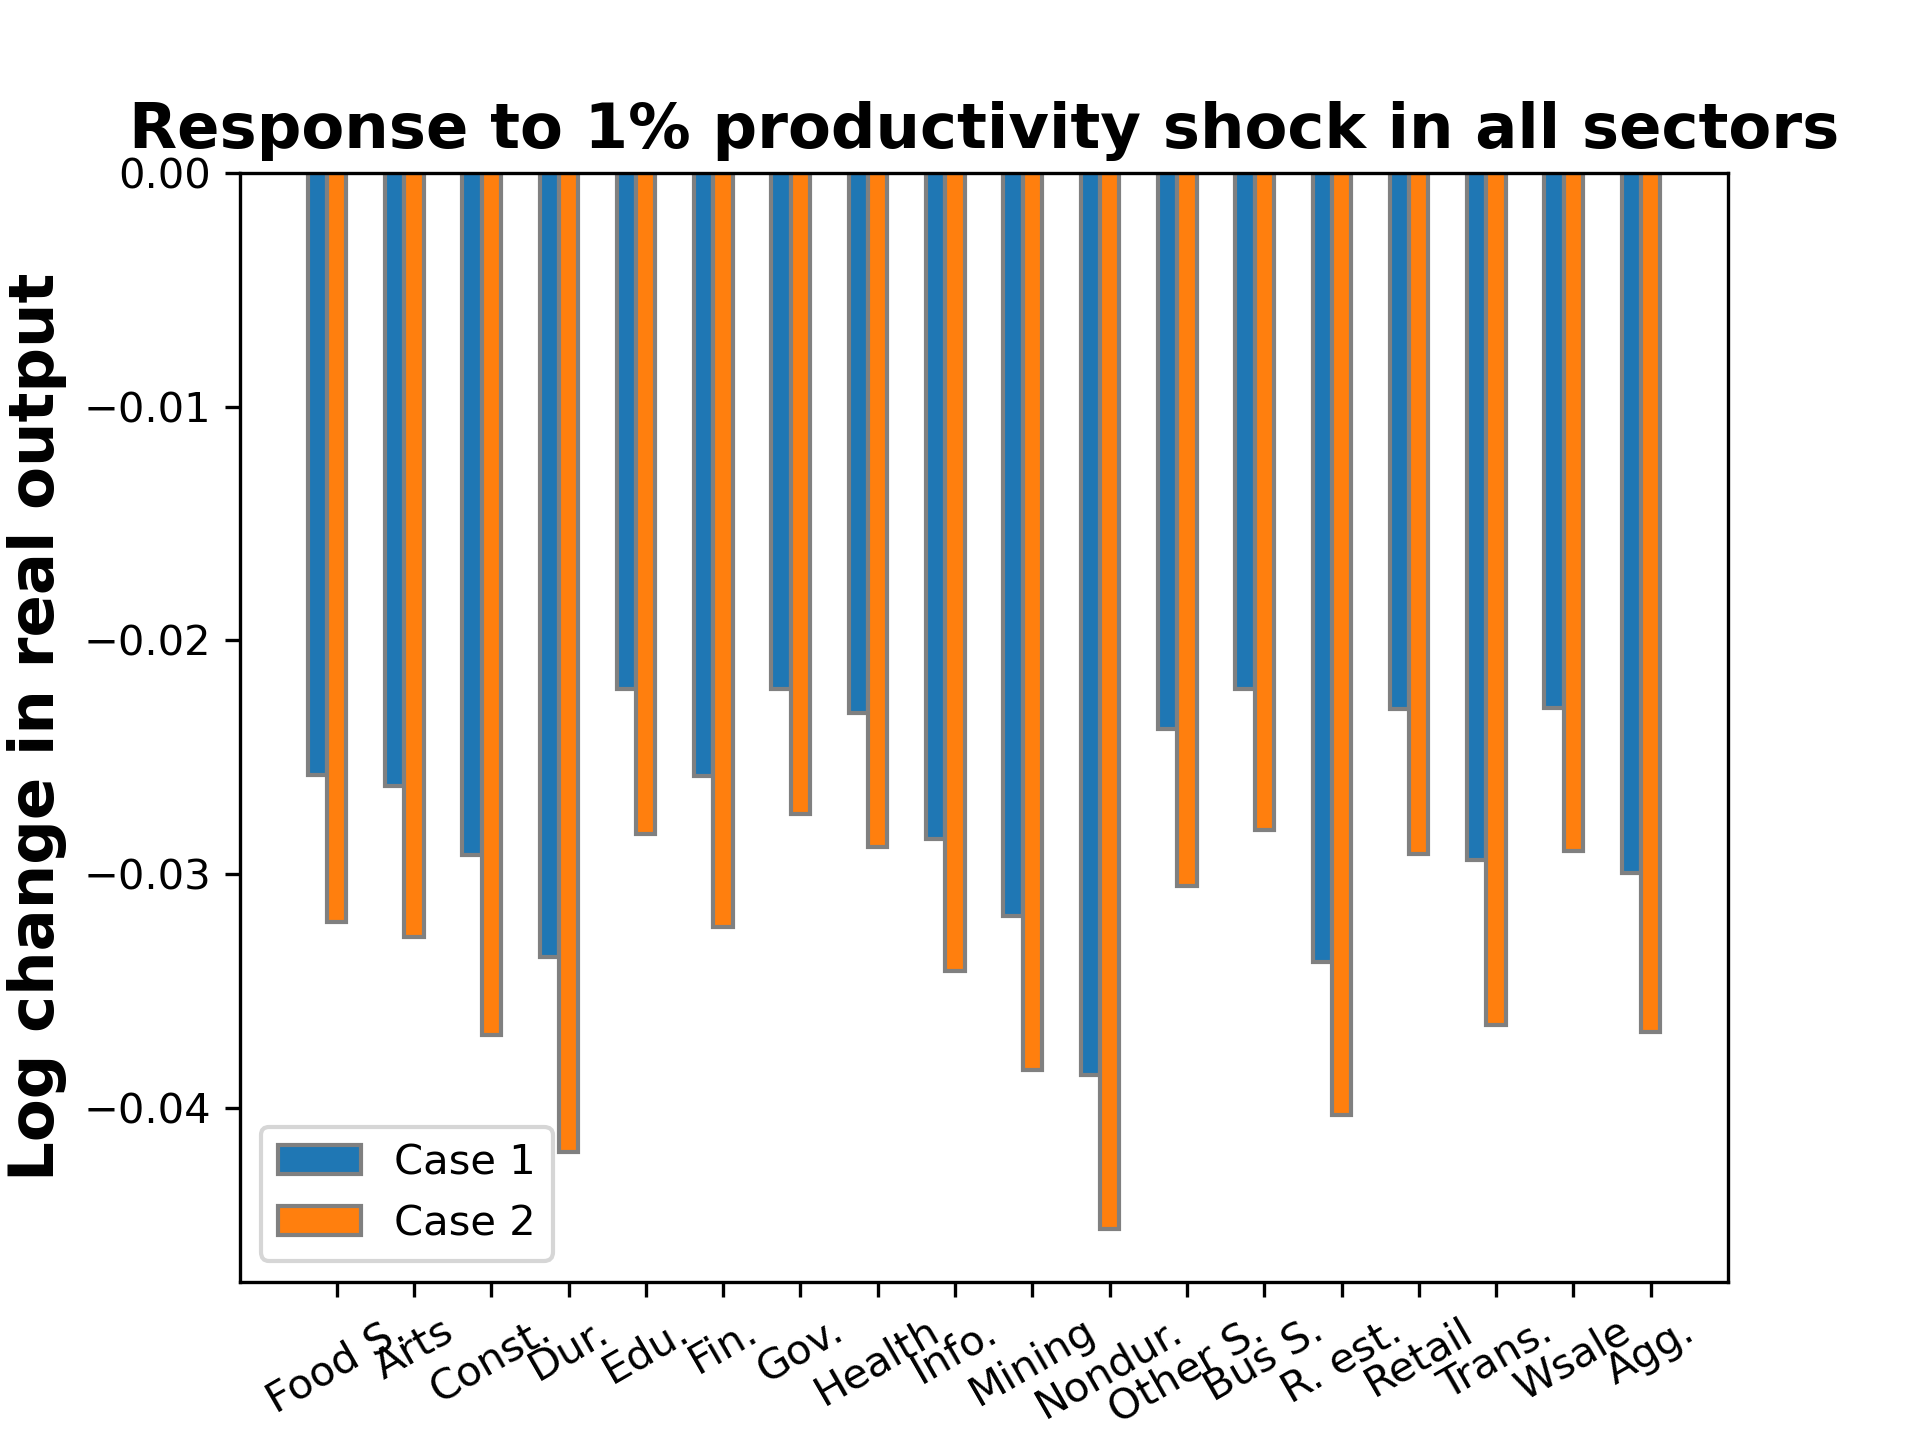 Response to 1% productivity shock in all sectors
Log change in real output
0.00
−0.01
−0.02
−0.03
−0.04
Case 1
Case 2
Food S.
Arts
Const.
Dur.
Edu.
Fin.
Gov.
Health
Info.
Mining
Nondur.
Other S.
Bus S.
R. est.
Retail
Trans.
Wsale
Agg.